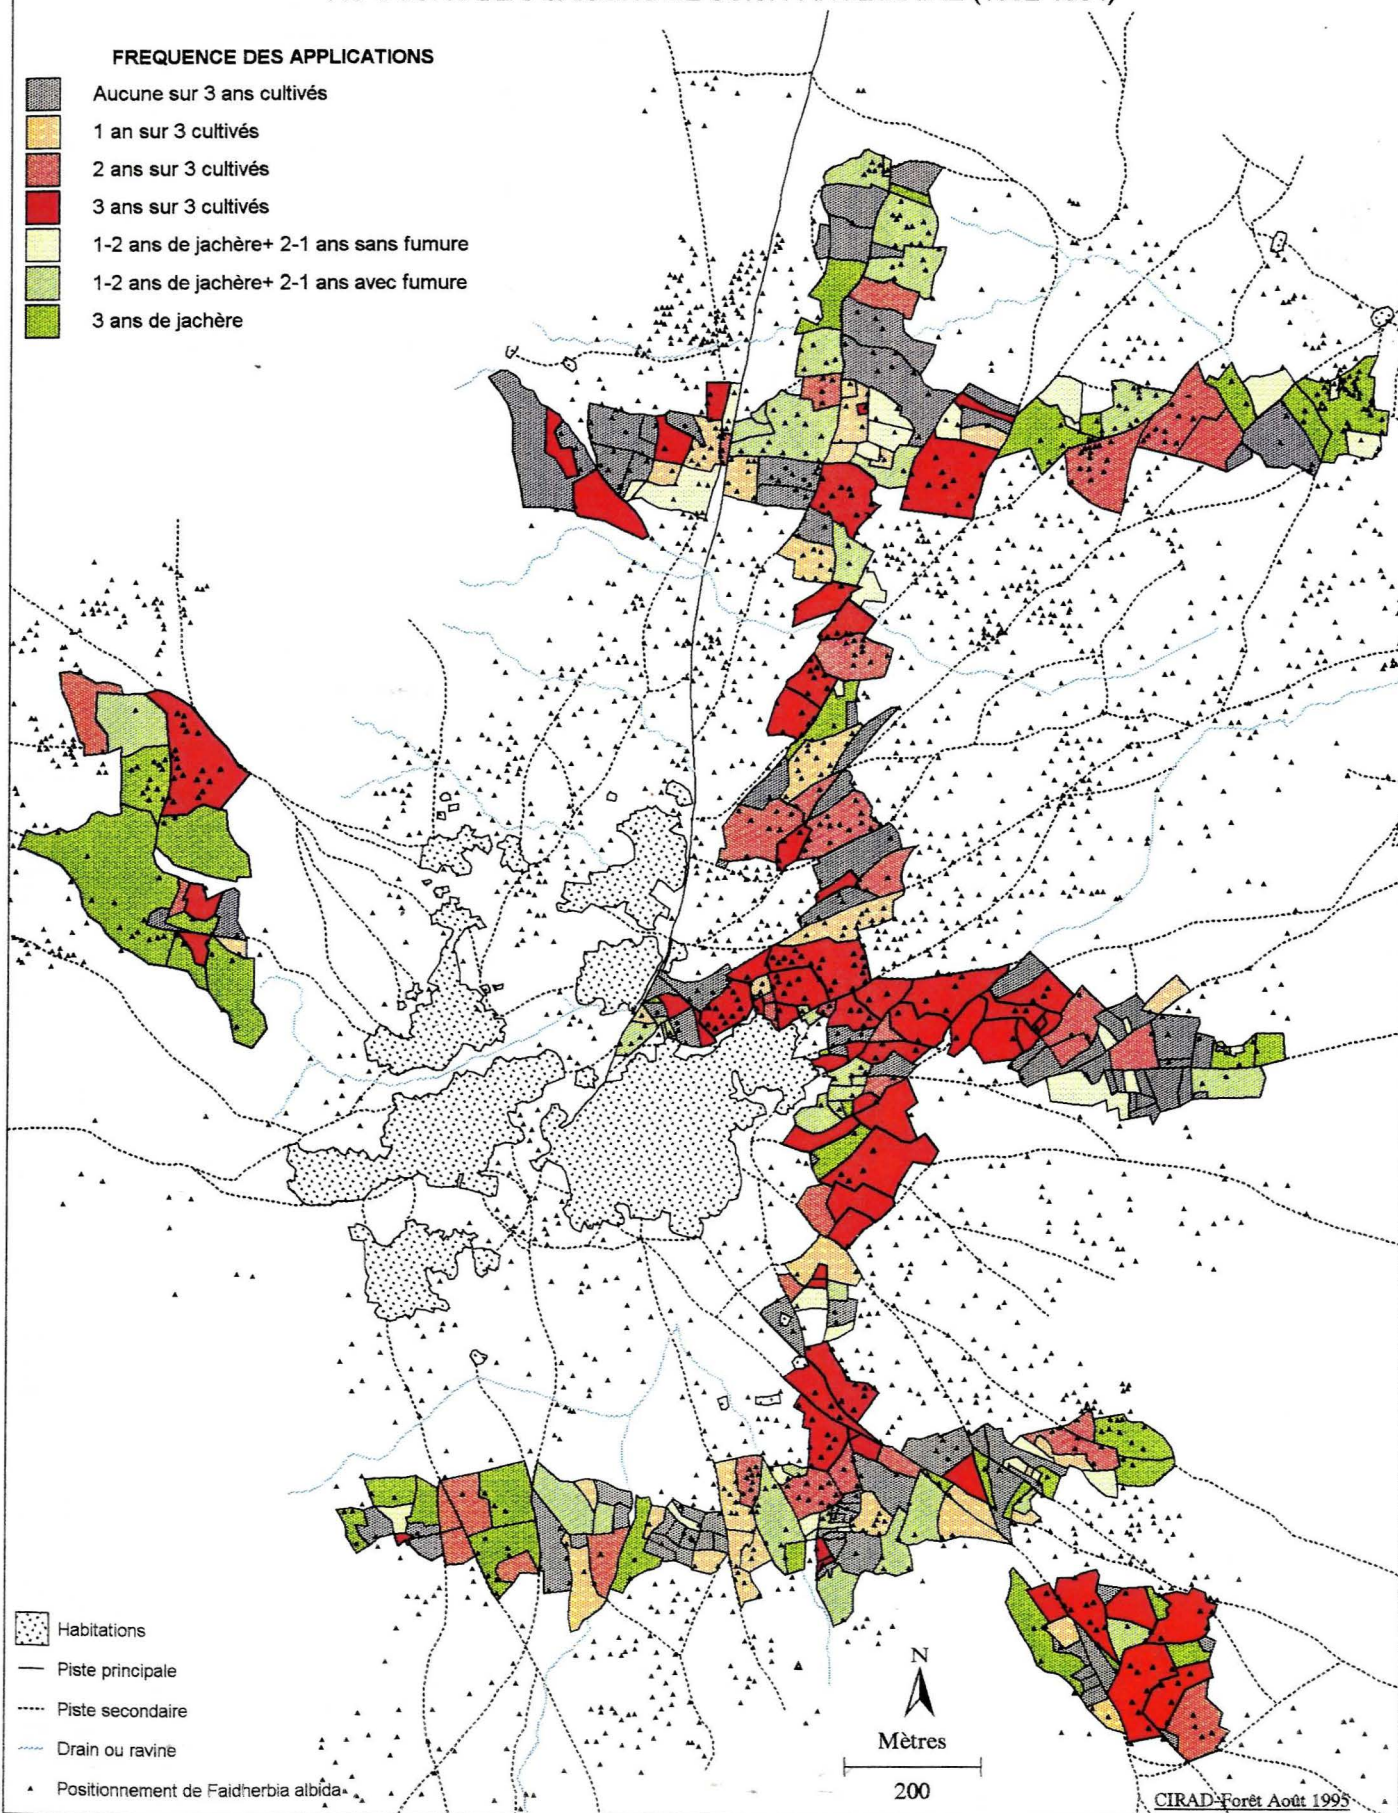 FREQUENCE DES APPLICATIONS
Aucune sur 3 ans cultivés
1 an sur 3 cultivés
2 ans sur 3 cultivés
3 ans sur 3 cultivés
1-2 ans de jachère+ 2-1 ans sans fumure
1-2 ans de jachère+ 2-1 ans avec fumure
3 ans de jachère
Habitations
Piste principale
Piste secondaire
Drain ou ravine
Positionnement de Faidherbia albida
N
Mètres
200
CIRAD-Forêt Août 1995